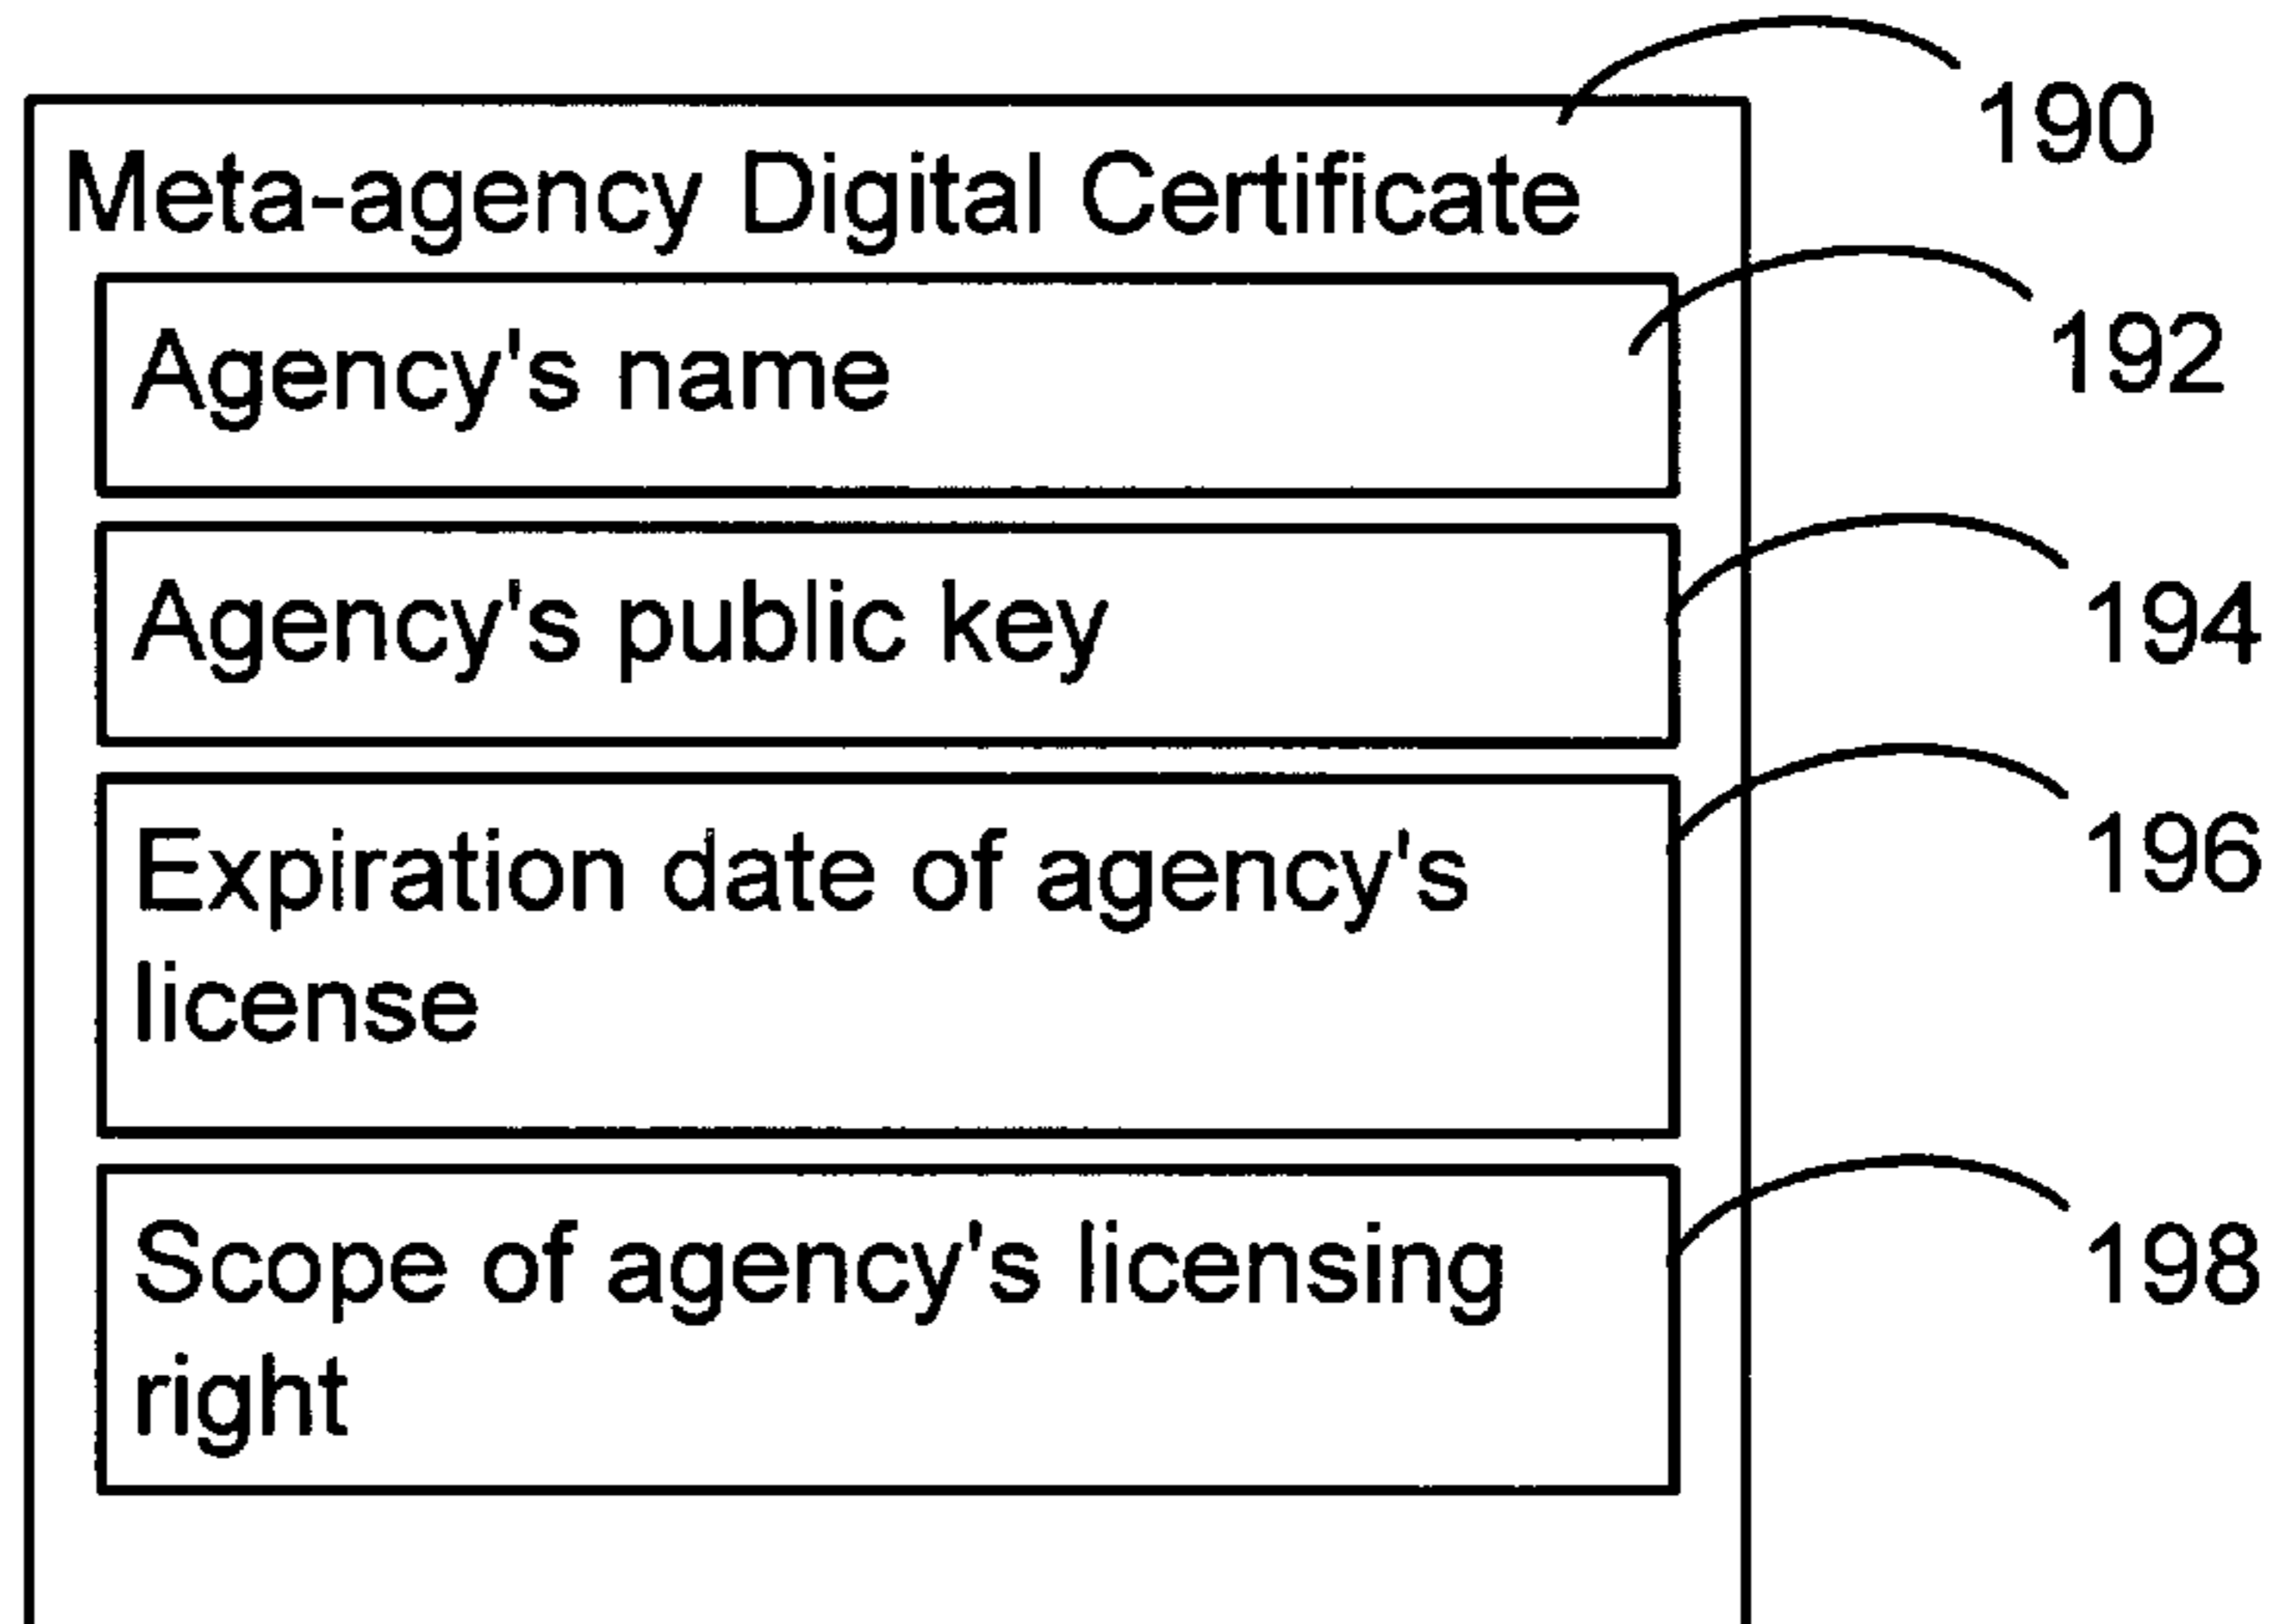 190
Meta-agency Digital Certificate
Agency's name
192
Agency's public key
194
Expiration date of agency's
license
196
Scope of agency's licensing
right
198